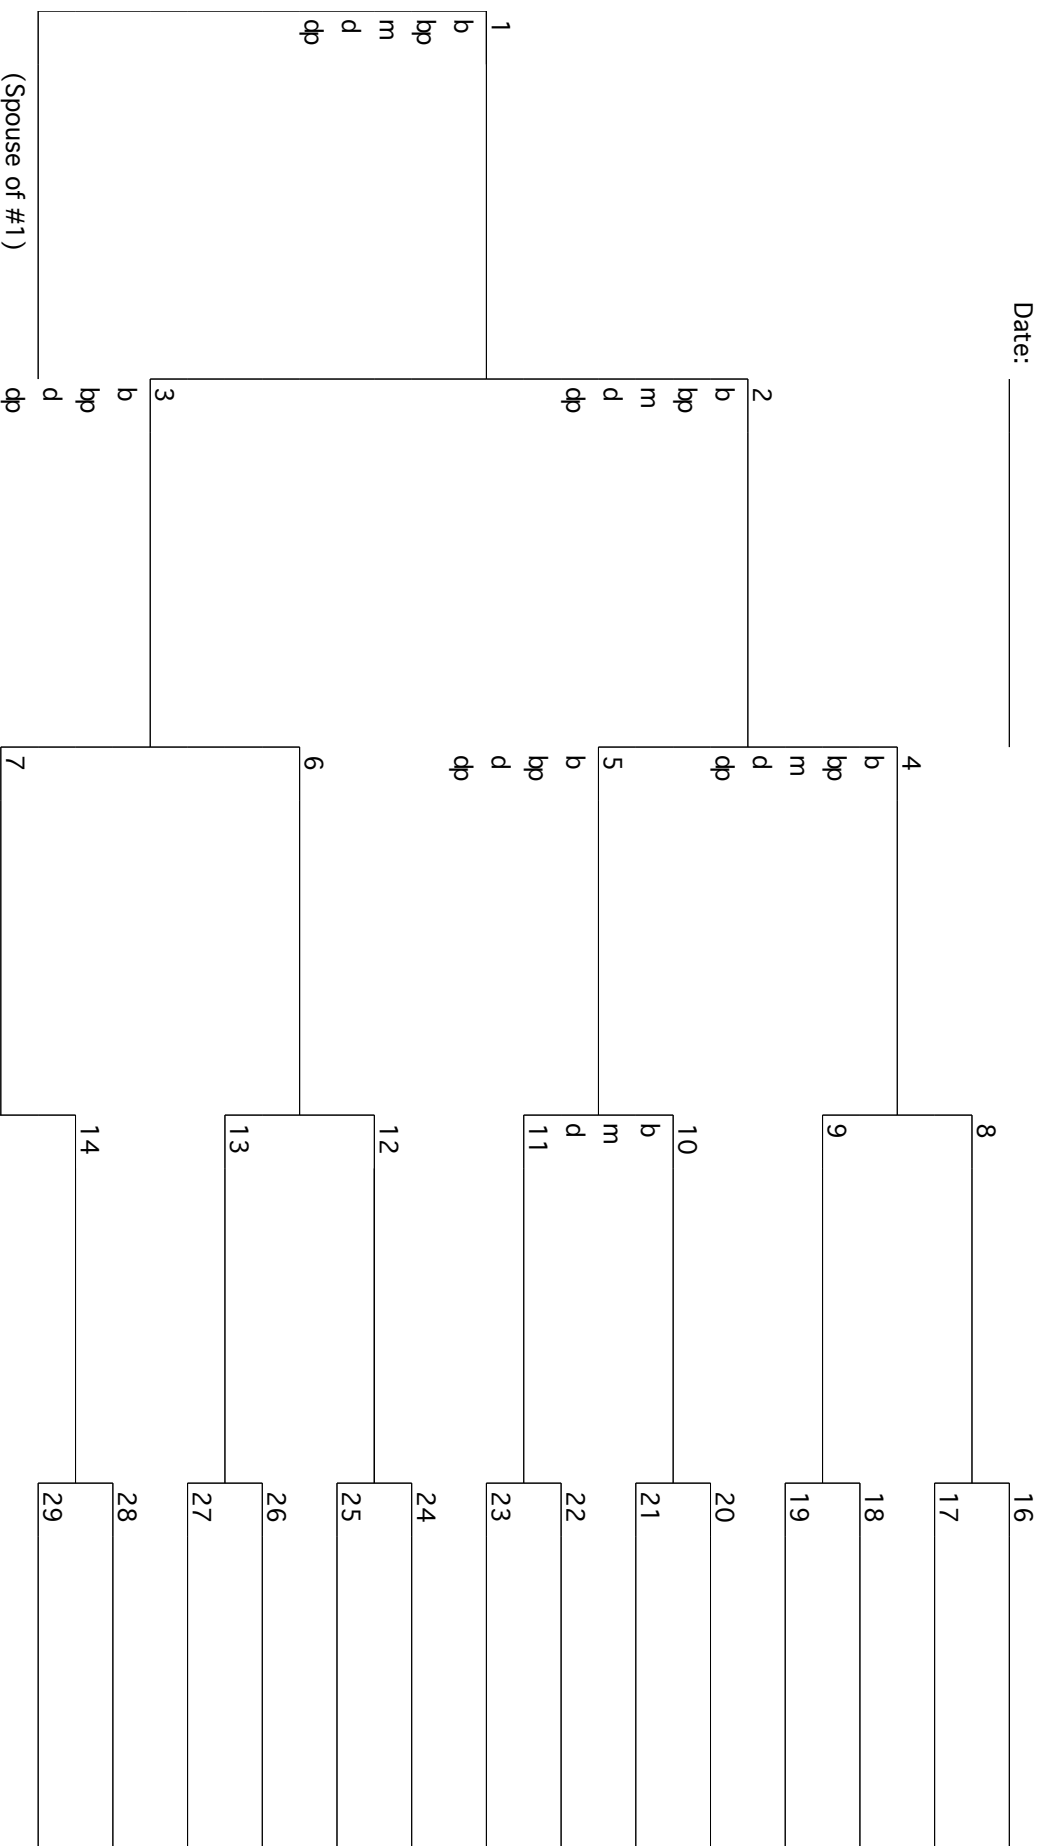 Date: 16
8
17
4
b 18
bp 9
m 19
2 d
b dp 20
bp 10
m b 21
d 5 m
dp b d 22
bp 11
1 d 23
b dp
bp 24
m 12
d 25
dp 6
26
13
27
3
b 28
bp 14
d 29
(Spouse of #1) dp 7